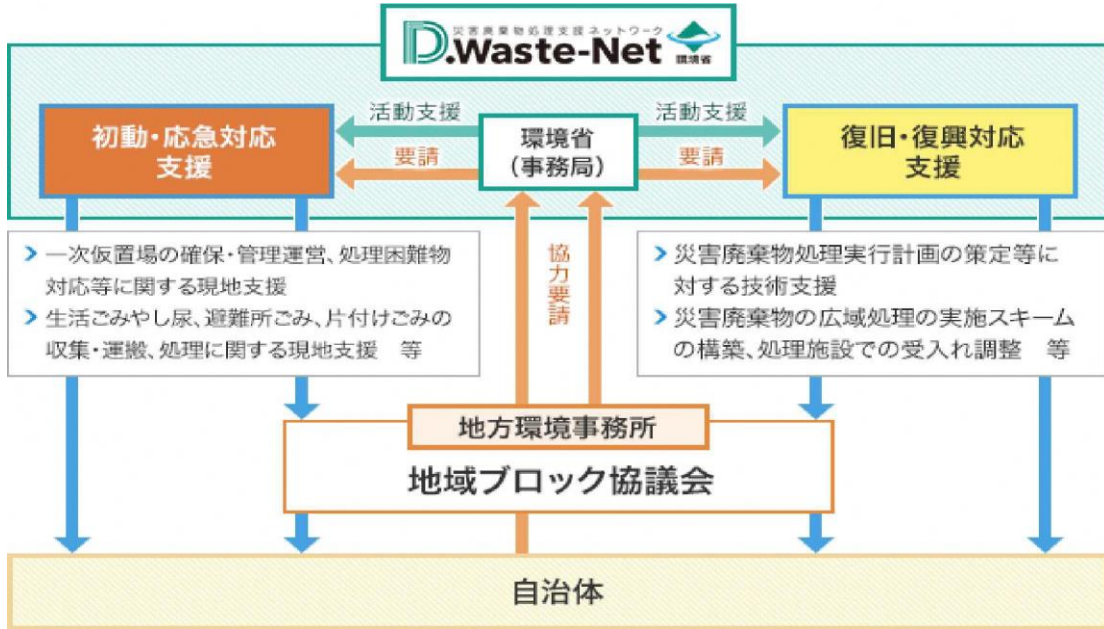 災害廃棄物処理支援ネットワーク
D.Waste-Net
環境省
初動・応急対応
支援
活動支援
要請
環境省
(事務局)
活動支援
要請
復旧・復興対応
支援
一次仮置場の確保・管理運営、処理困難物
対応等に関する現地支援
生活ごみやし尿、避難所ごみ、片付けごみの
収集・運搬、処理に関する現地支援 等
協力要請
災害廃棄物処理実行計画の策定等に
対する技術支援
災害廃棄物の広域処理の実施スキーム
の構築、処理施設での受入れ調整 等
地方環境事務所
地域ブロック協議会
自治体